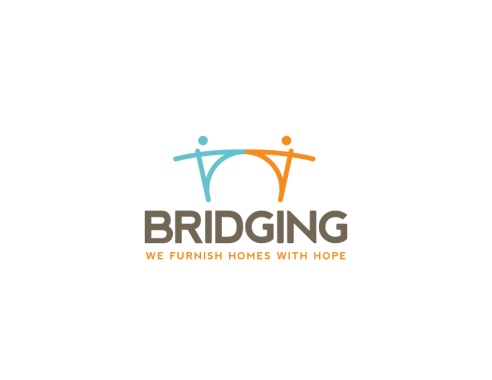 BRIDGING
WE FURNISH HOMES WITH HOPE